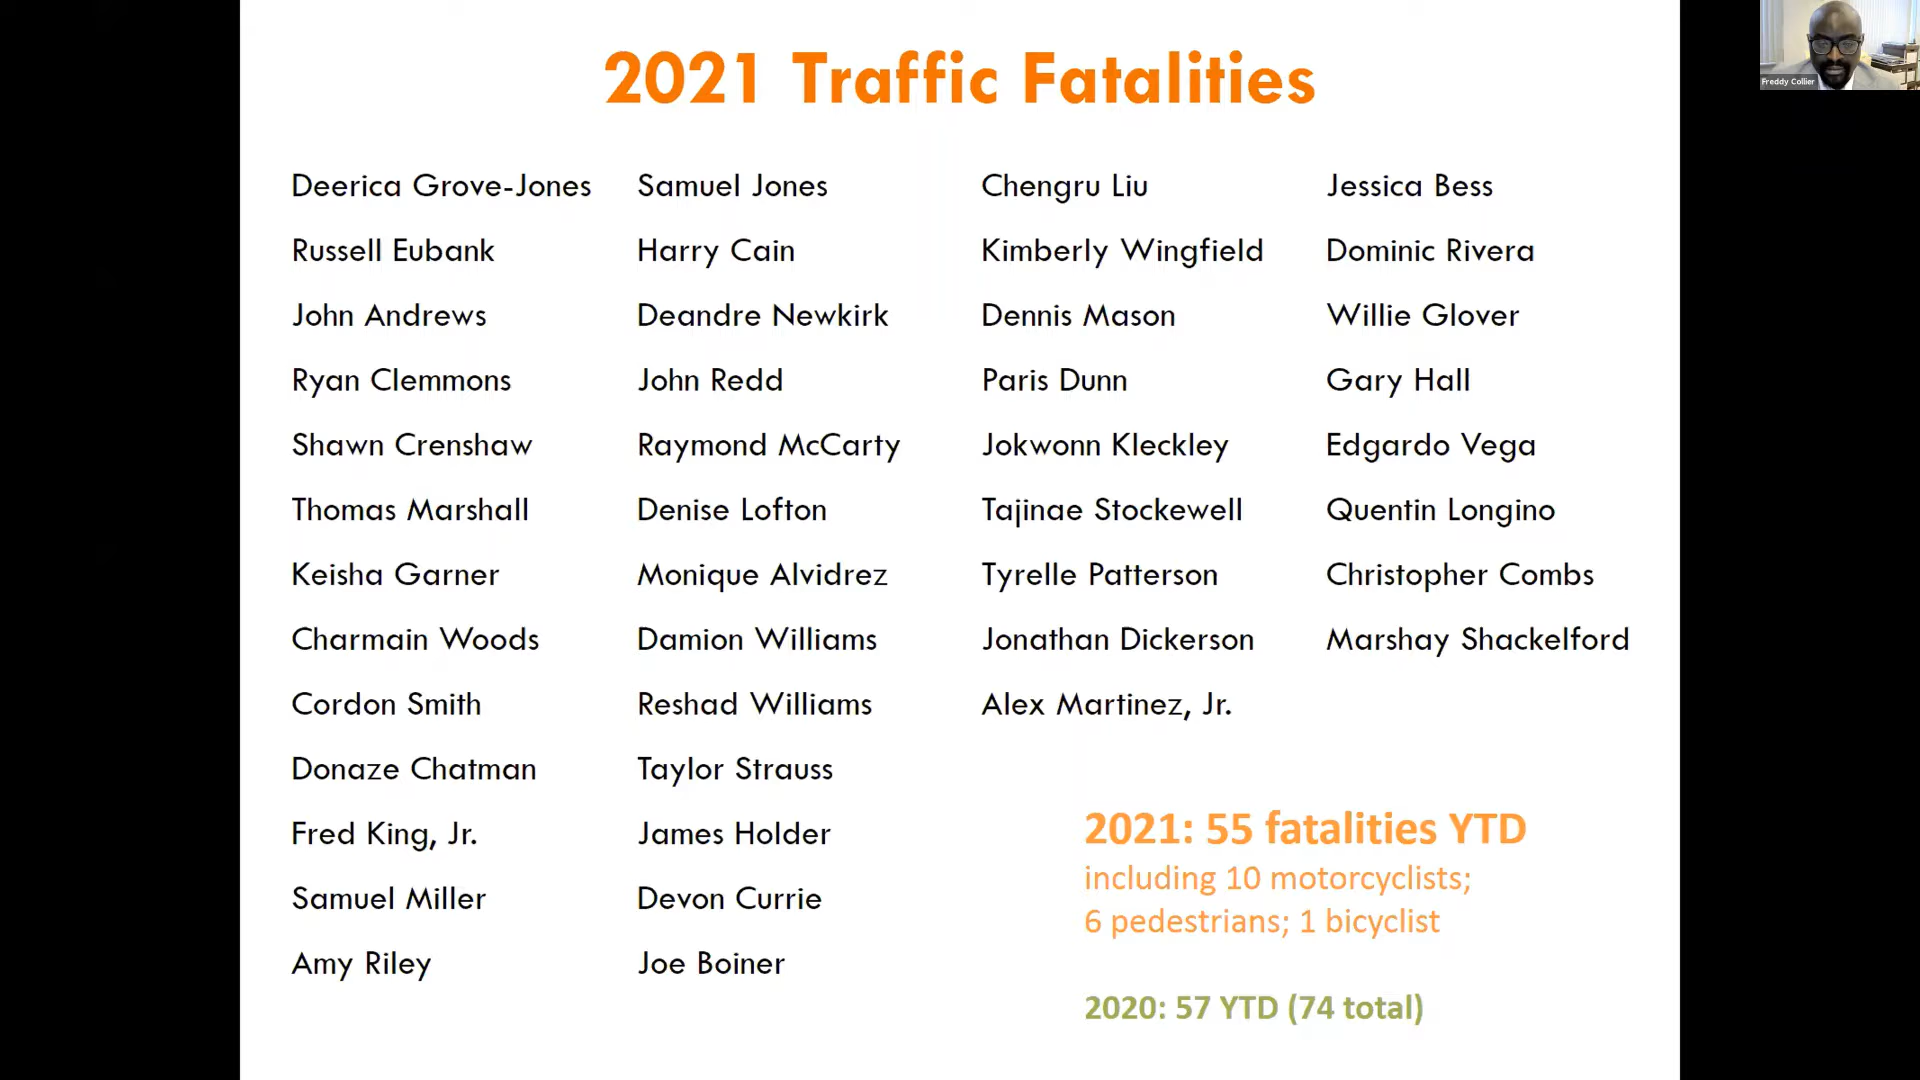 2021 Traffic Fatalities
Freddy Collier
Deerica Grove-Jones
Russell Eubank
John Andrews
Ryan Clemmons
Shawn Crenshaw
Thomas Marshall
Keisha Garner
Charmain Woods
Cordon Smith
Donaze Chatman
Fred King, Jr.
Samuel Miller
Amy Riley
Samuel Jones
Harry Cain
Deandre Newkirk
John Redd
Raymond McCarty
Denise Lofton
Monique Alvidrez
Damion Williams
Reshad Williams
Taylor Strauss
James Holder
Devon Currie
Joe Boiner
Chengru Liu
Kimberly Wingfield
Dennis Mason
Paris Dunn
Jokwonn Kleckley
Tajinae Stockewell
Tyrelle Patterson
Jonathan Dickerson
Alex Martinez, Jr.
Jessica Bess
Dominic Rivera
Willie Glover
Gary Hall
Edgardo Vega
Quentin Longino
Christopher Combs
Marshay Shackelford
2021: 55 fatalities YTD
including 10 motorcyclists;
6 pedestrians; 1 bicyclist
2020: 57 YTD (74 total)